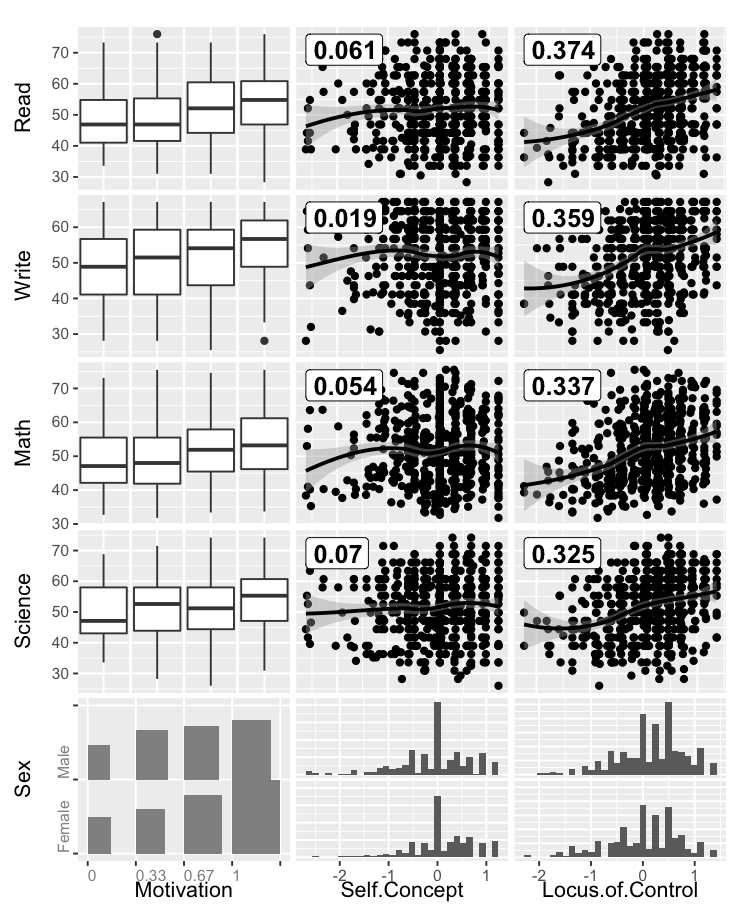 Read
70
60
50
40
30
0.061
0.374
Write
60
50
40
30
0.019
0.359
Math
70
60
50
40
30
0.054
0.337
Science
70
60
50
40
30
0.07
0.325
Sex
Male
Female
0 0.33 0.67 1
-2 -1 0 1
-2 -1 0 1
Motivation Self.Concept Locus.of.Control